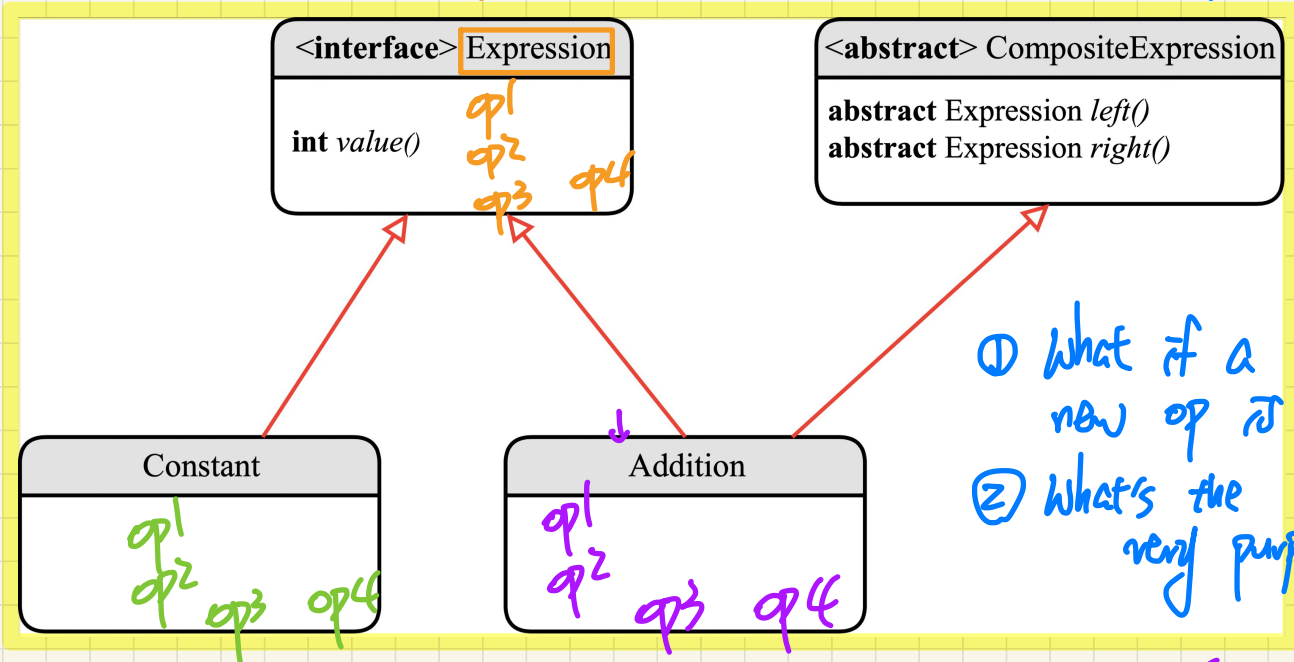 <interface> Expression
int value()
op1
op2
op3
op4
<abstract> CompositeExpression
abstract Expression left()
abstract Expression right()
Constant
op1
op2
op3
op4
Addition
op1
op2
op3
op4
① What if a
new op is
② What's the
very